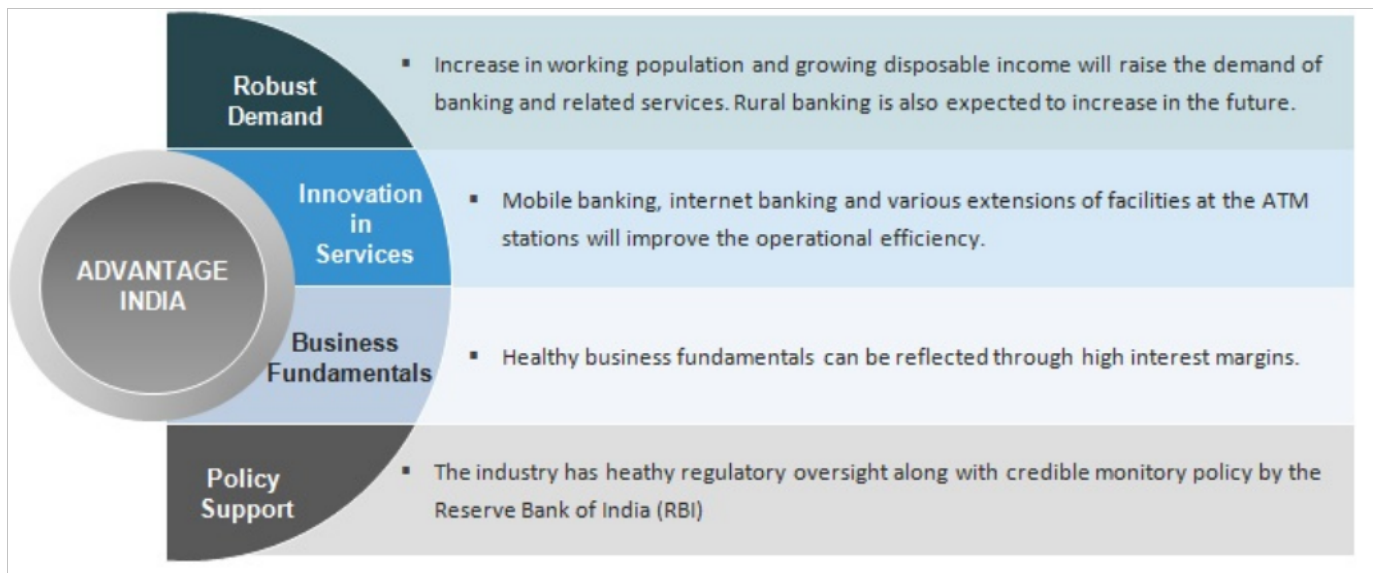 ADVANTAGE
INDIA
Robust
Demand
▪ Increase in working population and growing disposable income will raise the demand of
banking and related services. Rural banking is also expected to increase in the future.
Innovation
in
Services
▪ Mobile banking, internet banking and various extensions of facilities at the ATM
stations will improve the operational efficiency.
Business
Fundamentals
▪ Healthy business fundamentals can be reflected through high interest margins.
Policy
Support
▪ The industry has heathy regulatory oversight along with credible monitory policy by the
Reserve Bank of India (RBI)